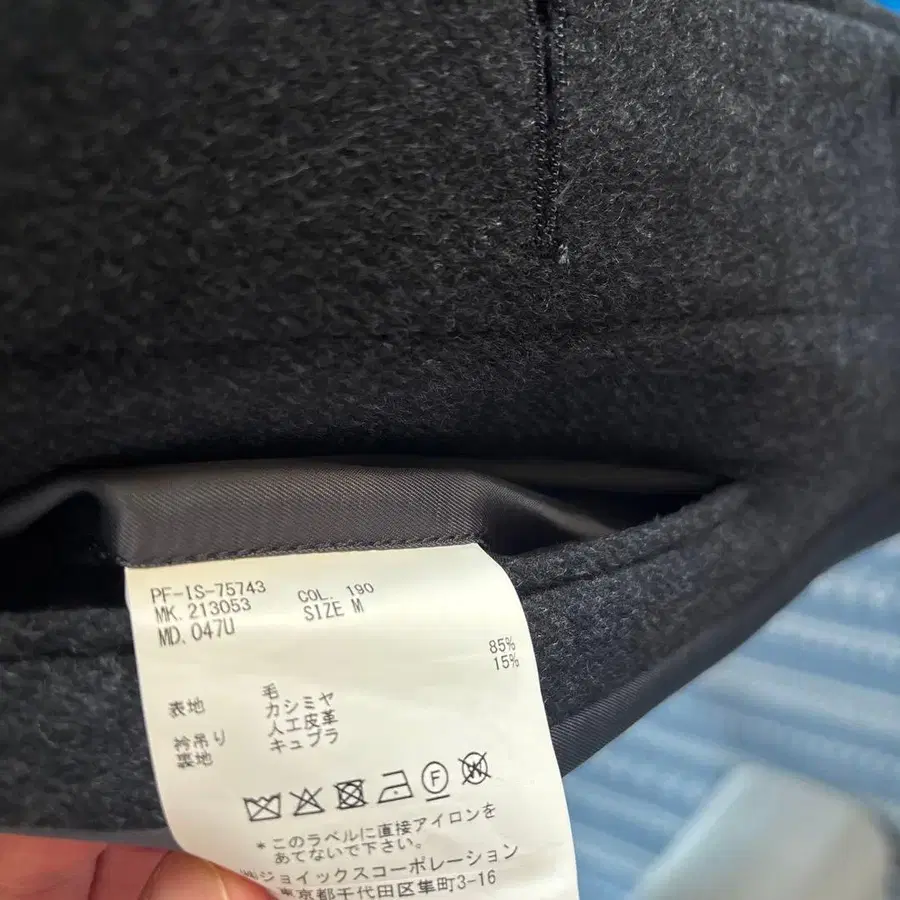 PF-IS-75743 COL. 190
MK. 213053 SIZE M
MD. 047U
表地 毛 85%
カシミヤ 15%
衿吊り 人工皮革
裏地 キュプラ
F
W
*このラベルに直接アイロンを
あてないで下さい。
㈱ジョイックスコーポレーション
東京都千代田区隼町3-16